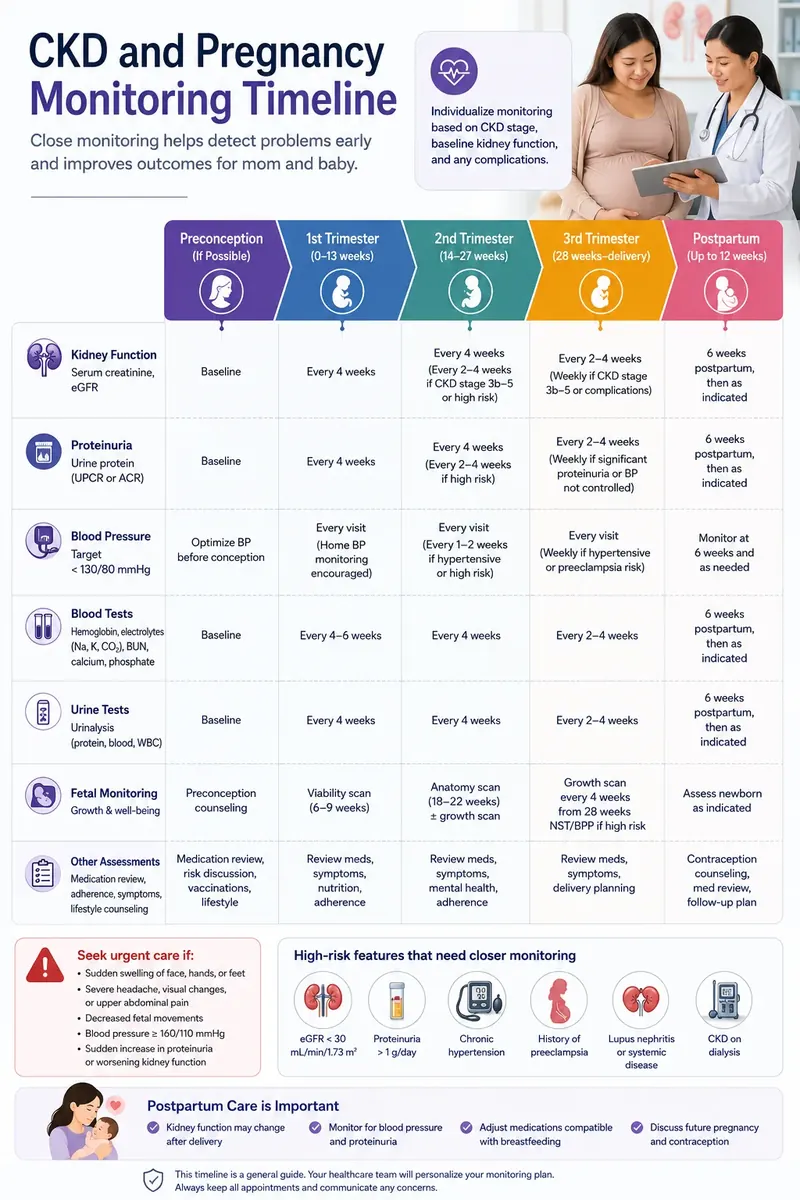 CKD and Pregnancy
Monitoring Timeline
Close monitoring helps detect problems early
and improves outcomes for mom and baby.
Individualize monitoring
based on CKD stage,
baseline kidney function,
and any complications.
Preconception
(If Possible)
1st Trimester
(0–13 weeks)
2nd Trimester
(14–27 weeks)
3rd Trimester
(28 weeks–delivery)
Postpartum
(Up to 12 weeks)
Kidney Function
Serum creatinine,
eGFR
Baseline
Every 4 weeks
Every 4 weeks
(Every 2–4 weeks
if CKD stage 3b–5
or high risk)
Every 2–4 weeks
(Weekly if CKD stage
3b–5 or complications)
6 weeks
postpartum,
then as
indicated
Proteinuria
Urine protein
(UPCR or ACR)
Baseline
Every 4 weeks
Every 4 weeks
(Every 2–4 weeks
if high risk)
Every 2–4 weeks
(Weekly if significant
proteinuria or BP
not controlled)
6 weeks
postpartum,
then as
indicated
Blood Pressure
Target
< 130/80 mmHg
Optimize BP
before conception
Every visit
(Home BP
monitoring
encouraged)
Every visit
(Every 1–2 weeks
if hypertensive
or high risk)
Every visit
(Weekly if hypertensive
or preeclampsia risk)
Monitor at
6 weeks and
as needed
Blood Tests
Hemoglobin, electrolytes
(Na, K, CO₂), BUN,
calcium, phosphate
Baseline
Every 4–6 weeks
Every 4 weeks
Every 2–4 weeks
6 weeks
postpartum,
then as
indicated
Urine Tests
Urinalysis
(protein, blood, WBC)
Baseline
Every 4 weeks
Every 4 weeks
Every 2–4 weeks
6 weeks
postpartum,
then as
indicated
Fetal Monitoring
Growth & well-being
Preconception
counseling
Viability scan
(6–9 weeks)
Anatomy scan
(18–22 weeks)
± growth scan
Growth scan
every 4 weeks
from 28 weeks
NST/BPP if high risk
Assess newborn
as indicated
Other Assessments
Medication review,
adherence, symptoms,
lifestyle counseling
Medication review,
risk discussion,
vaccinations,
lifestyle
Review meds,
symptoms,
nutrition,
adherence
Review meds,
symptoms,
mental health,
adherence
Review meds,
symptoms,
delivery planning
Contraception
counseling,
med review,
follow-up plan
Seek urgent care if:
• Sudden swelling of face, hands, or feet
• Severe headache, visual changes,
or upper abdominal pain
• Decreased fetal movements
• Blood pressure ≥ 160/110 mmHg
• Sudden increase in proteinuria
or worsening kidney function
High-risk features that need closer monitoring
eGFR < 30
mL/min/1.73 m²
Proteinuria
> 1 g/day
Chronic
hypertension
History of
preeclampsia
Lupus nephritis
or systemic
disease
CKD on
dialysis
Postpartum Care is Important
Kidney function may change
after delivery
Monitor for blood pressure
and proteinuria
Adjust medications compatible
with breastfeeding
Discuss future pregnancy
and contraception
This timeline is a general guide. Your healthcare team will personalize your monitoring plan.
Always keep all appointments and communicate any concerns.